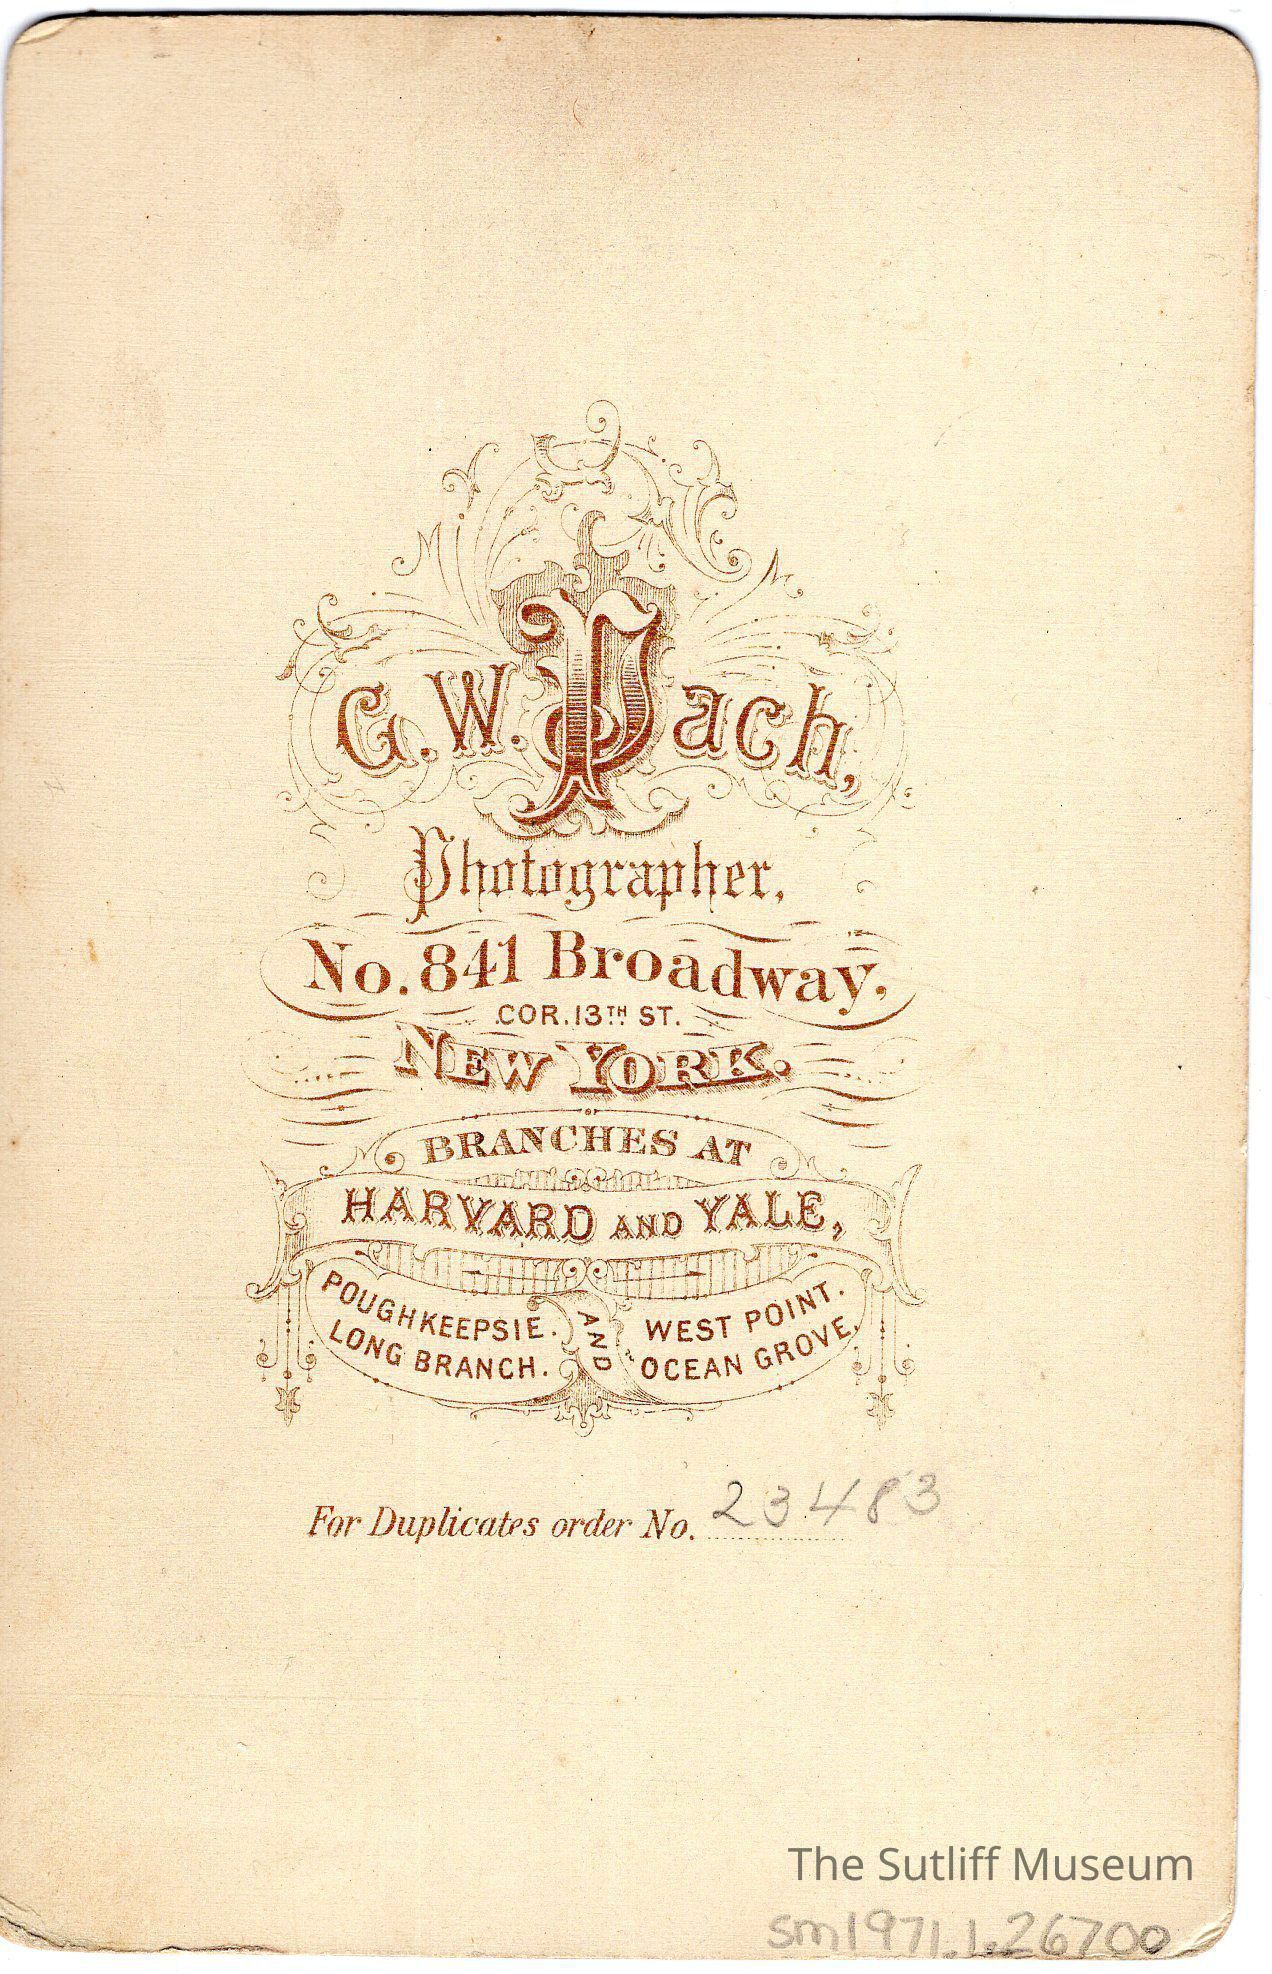 G. W. Pach,
Photographer,
No. 841 Broadway,
COR. 13TH ST.
NEW YORK.
BRANCHES AT
HARVARD AND YALE,
POUGHKEEPSIE. AND WEST POINT.
LONG BRANCH. OCEAN GROVE.
For Duplicates order No. 23483
The Sutliff Museum
sm1971.1.26700